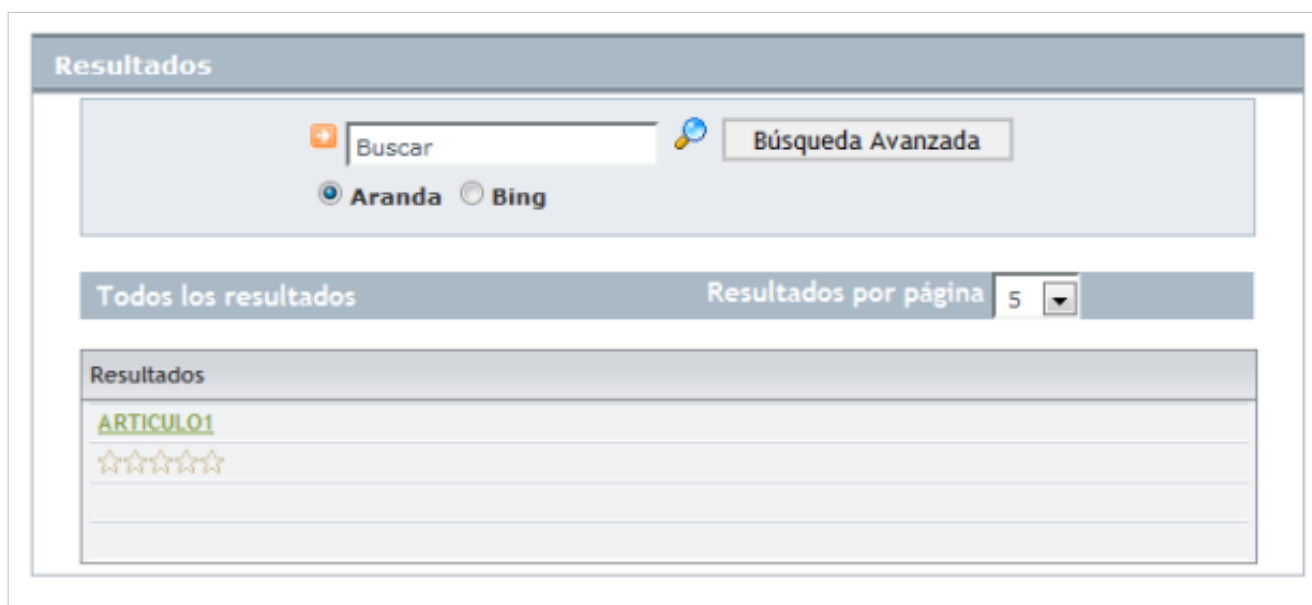 Resultados
Buscar Búsqueda Avanzada
Aranda Bing
Todos los resultados Resultados por página 5
Resultados
ARTICULO1